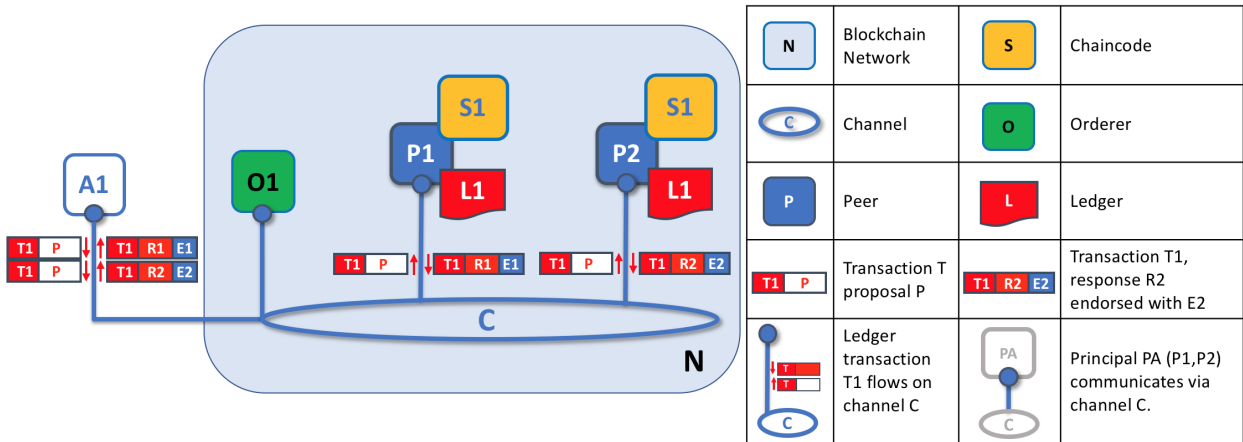 S1
S1
P1
P2
A1
O1
L1
L1
T1 P T1 R1 E1
T1 P T1 R2 E2
T1 P T1 R1 E1
T1 P T1 R2 E2
C
N
N
Blockchain
Network
S
Chaincode
C
Channel
O
Orderer
P
Peer
L
Ledger
T1 P
Transaction T
proposal P
T1 R2 E2
Transaction T1,
response R2
endorsed with E2
T
T
C
Ledger
transaction
T1 flows on
channel C
PA
C
Principal PA (P1,P2)
communicates via
channel C.